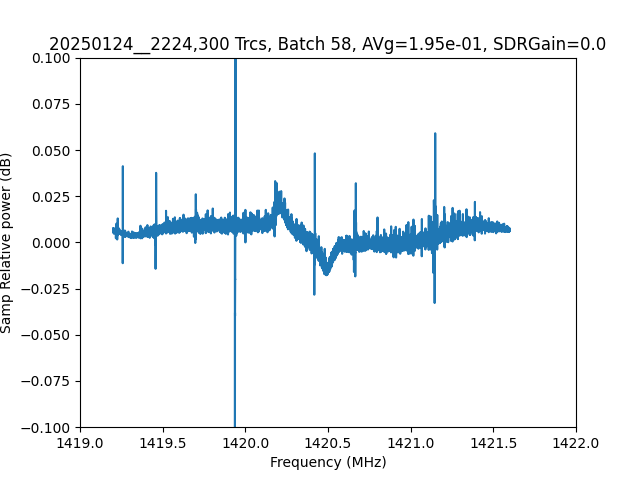 20250124__2224,300 Trcs, Batch 58, AVg=1.95e-01, SDRGain=0.0
0.100
0.075
0.050
0.025
0.000
−0.025
−0.050
−0.075
−0.100
Samp Relative power (dB)
1419.0 1419.5 1420.0 1420.5 1421.0 1421.5 1422.0
Frequency (MHz)